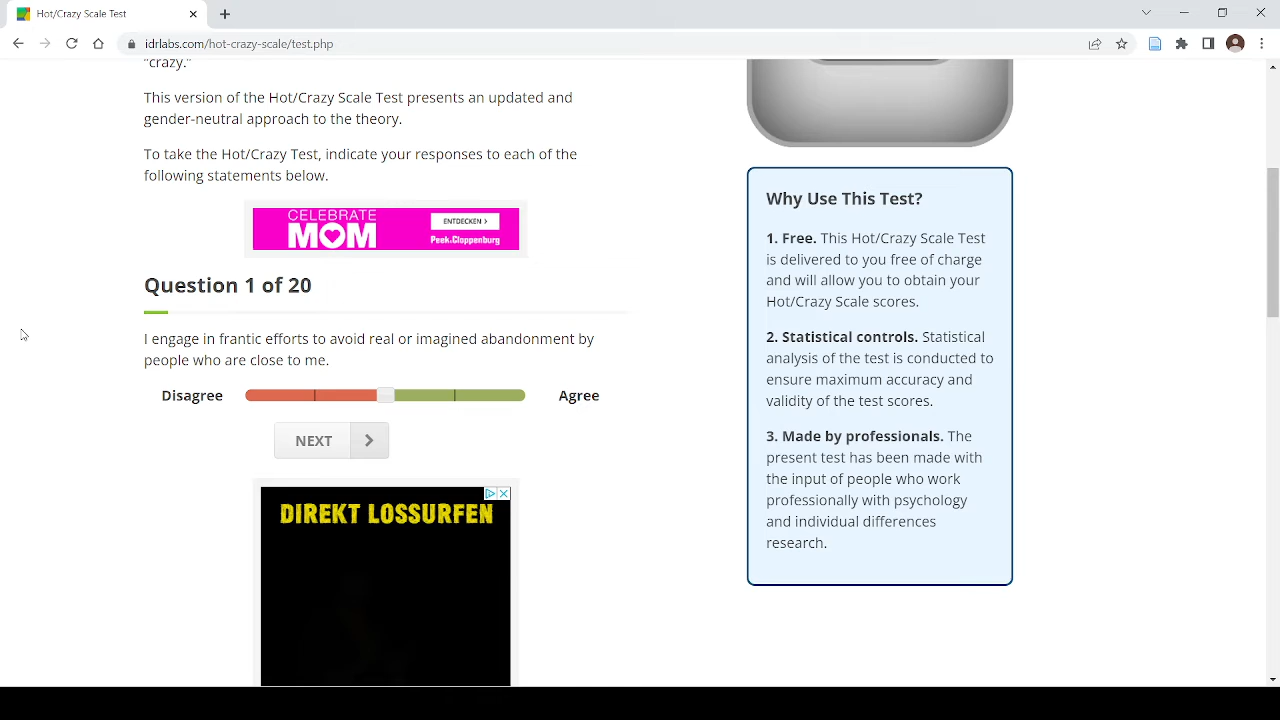 Hot/Crazy Scale Test
idrlabs.com/hot-crazy-scale/test.php
"crazy."
This version of the Hot/Crazy Scale Test presents an updated and
gender-neutral approach to the theory.
To take the Hot/Crazy Test, indicate your responses to each of the
following statements below.
CELEBRATE
MOM
ENTDECKEN >
Peek&Cloppenburg
Question 1 of 20
I engage in frantic efforts to avoid real or imagined abandonment by
people who are close to me.
Disagree
Agree
NEXT
DIREKT LOSSURFEN
Why Use This Test?
1. Free. This Hot/Crazy Scale Test
is delivered to you free of charge
and will allow you to obtain your
Hot/Crazy Scale scores.
2. Statistical controls. Statistical
analysis of the test is conducted to
ensure maximum accuracy and
validity of the test scores.
3. Made by professionals. The
present test has been made with
the input of people who work
professionally with psychology
and individual differences
research.